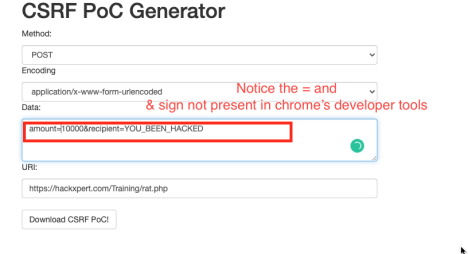 CSRF PoC Generator
Method:
POST
Encoding
application/x-www-form-urlencoded
Notice the = and
& sign not present in chrome's developer tools
Data:
amount=10000&recipient=YOU_BEEN_HACKED
URI:
https://hackxpert.com/Training/rat.php
Download CSRF PoC!